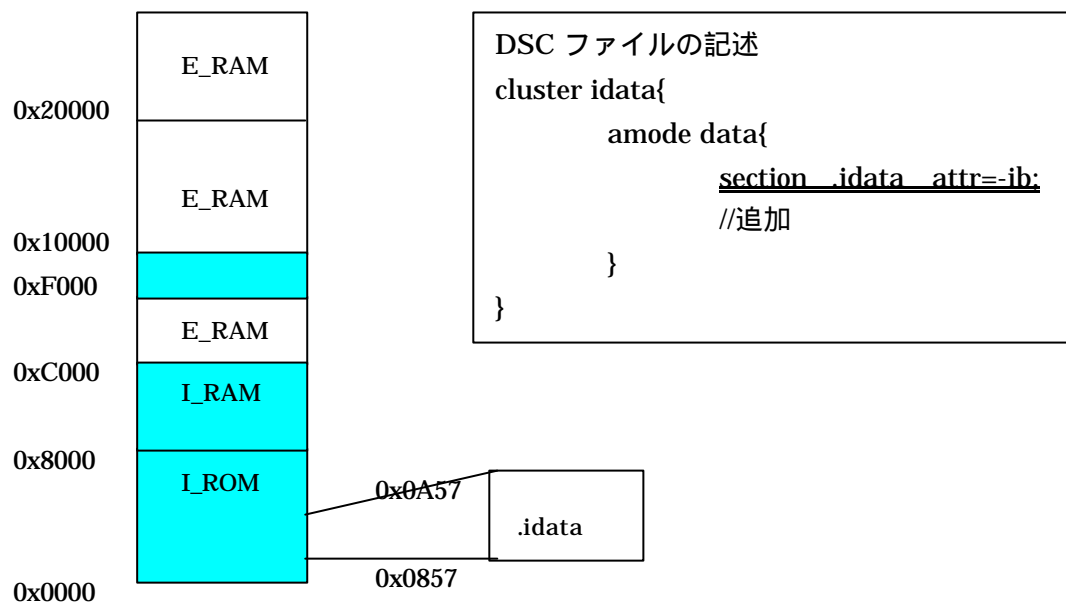 E_RAM
0x20000
E_RAM
0x10000
0xF000
E_RAM
0xC000
I_RAM
0x8000
I_ROM
0x0000
0x0A57
.idata
0x0857
DSC ファイルの記述
cluster idata{
amode data{
section .idata attr=-ib;
//追加
}
}